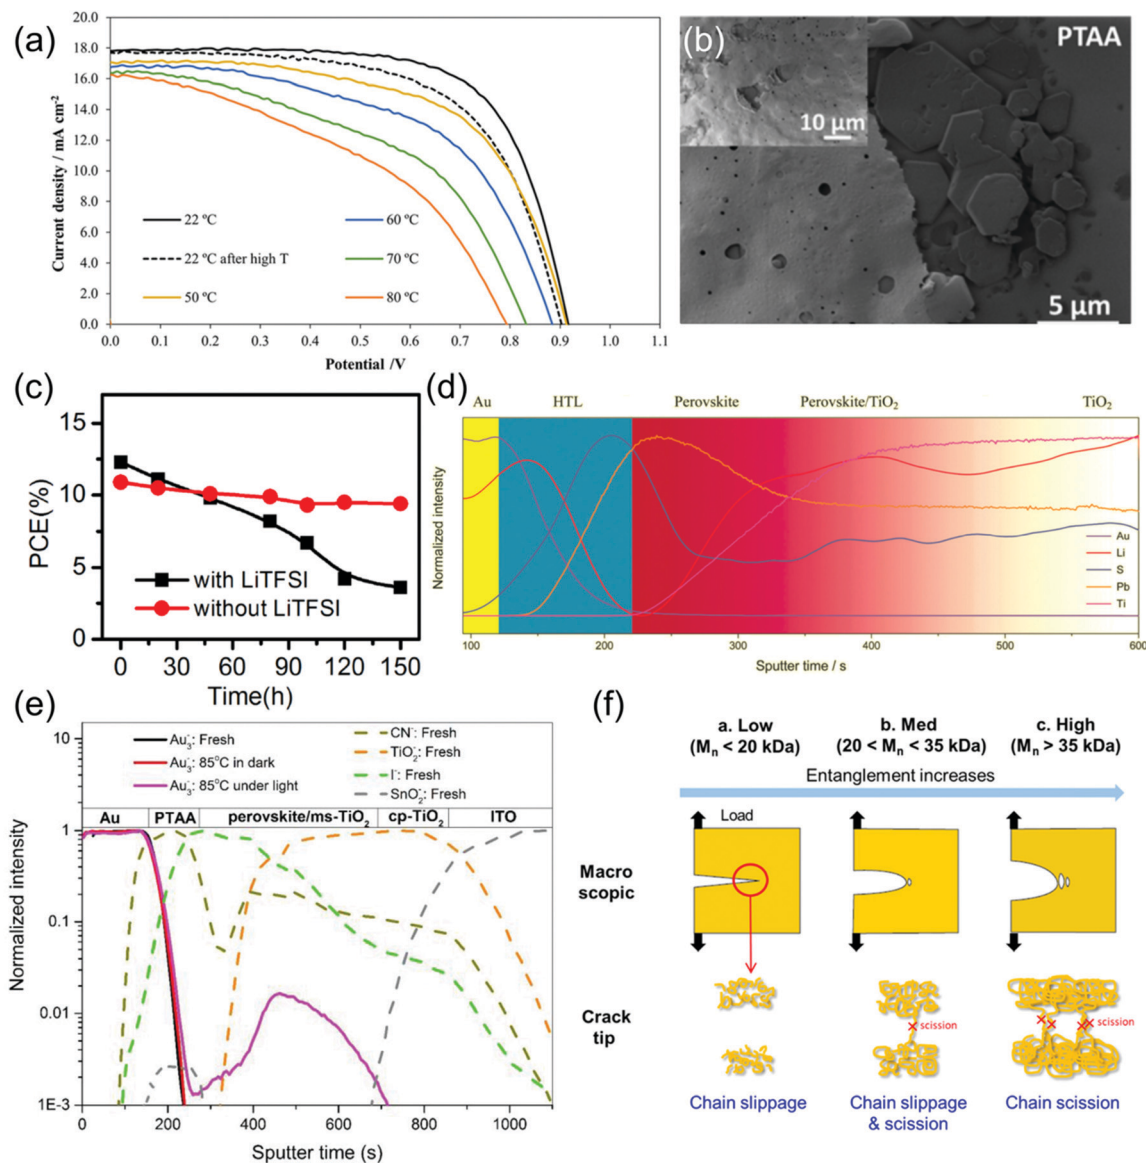 (a)
20.0
18.0
16.0
14.0
12.0
10.0
8.0
6.0
4.0
2.0
0.0
Current density / mA cm⁻²
22 ºC
60 ºC
22 ºC after high T
70 ºC
50 ºC
80 ºC
0.0 0.1 0.2 0.3 0.4 0.5 0.6 0.7 0.8 0.9 1.0 1.1
Potential /V
(b)
PTAA
10 µm
5 µm
(c)
15
10
5
0
PCE(%)
with LiTFSI
without LiTFSI
0 30 60 90 120 150
Time(h)
(d)
Au HTL Perovskite Perovskite/TiO₂ TiO₂
Normalized intensity
Au
Li
S
Pb
Ti
100 200 300 400 500 600
Sputter time / s
(e)
10
1
0.1
0.01
1E-3
Normalized intensity
Au₃⁻: Fresh
Au₃⁻: 85°C in dark
Au₃⁻: 85°C under light
CN⁻: Fresh
TiO₂⁻: Fresh
I⁻: Fresh
SnO₂⁻: Fresh
Au PTAA perovskite/ms-TiO₂ cp-TiO₂ ITO
0 200 400 600 800 1000
Sputter time (s)
(f)
a. Low b. Med c. High
(Mₙ < 20 kDa) (20 < Mₙ < 35 kDa) (Mₙ > 35 kDa)
Entanglement increases
Load
Macro
scopic
Crack
tip
scission
scission
Chain slippage Chain slippage Chain scission
& scission